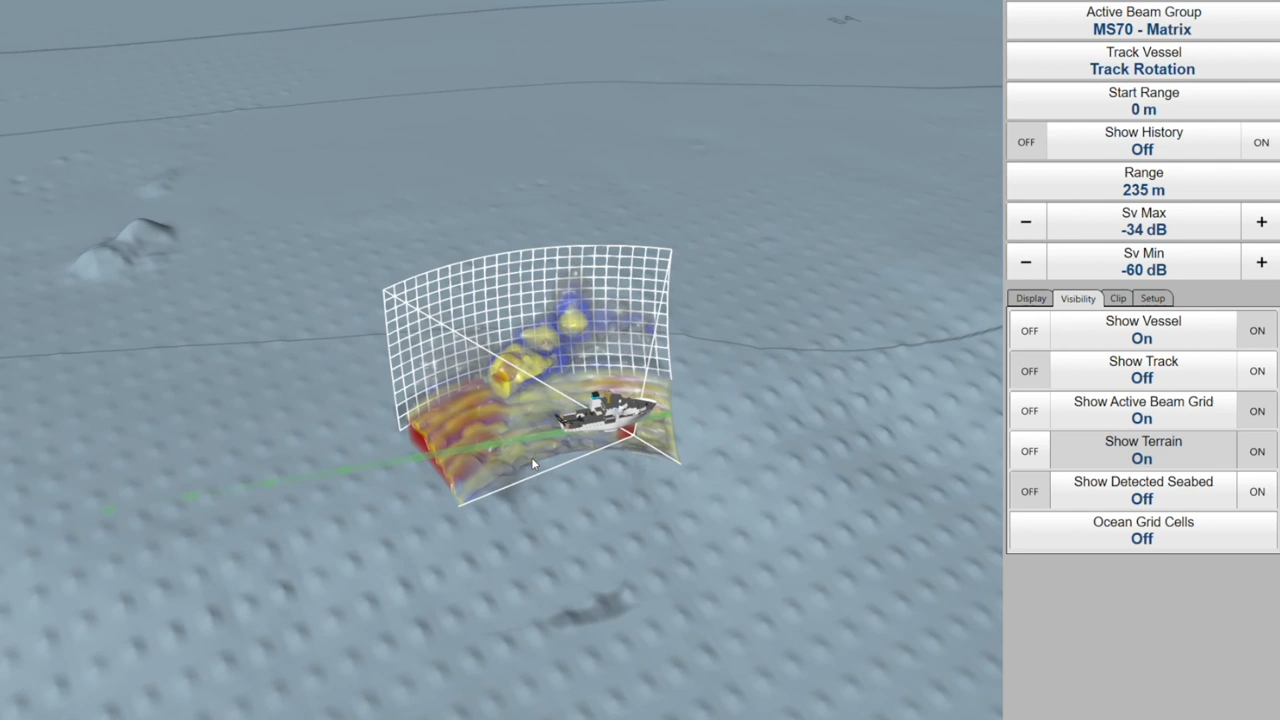 Active Beam Group
MS70 - Matrix
Track Vessel
Track Rotation
Start Range
0 m
OFF
Show History
Off
ON
Range
235 m
−
Sv Max
-34 dB
+
−
Sv Min
-60 dB
+
Display
Visibility
Clip
Setup
OFF
Show Vessel
On
ON
OFF
Show Track
Off
ON
OFF
Show Active Beam Grid
On
ON
OFF
Show Terrain
On
ON
OFF
Show Detected Seabed
Off
ON
Ocean Grid Cells
Off